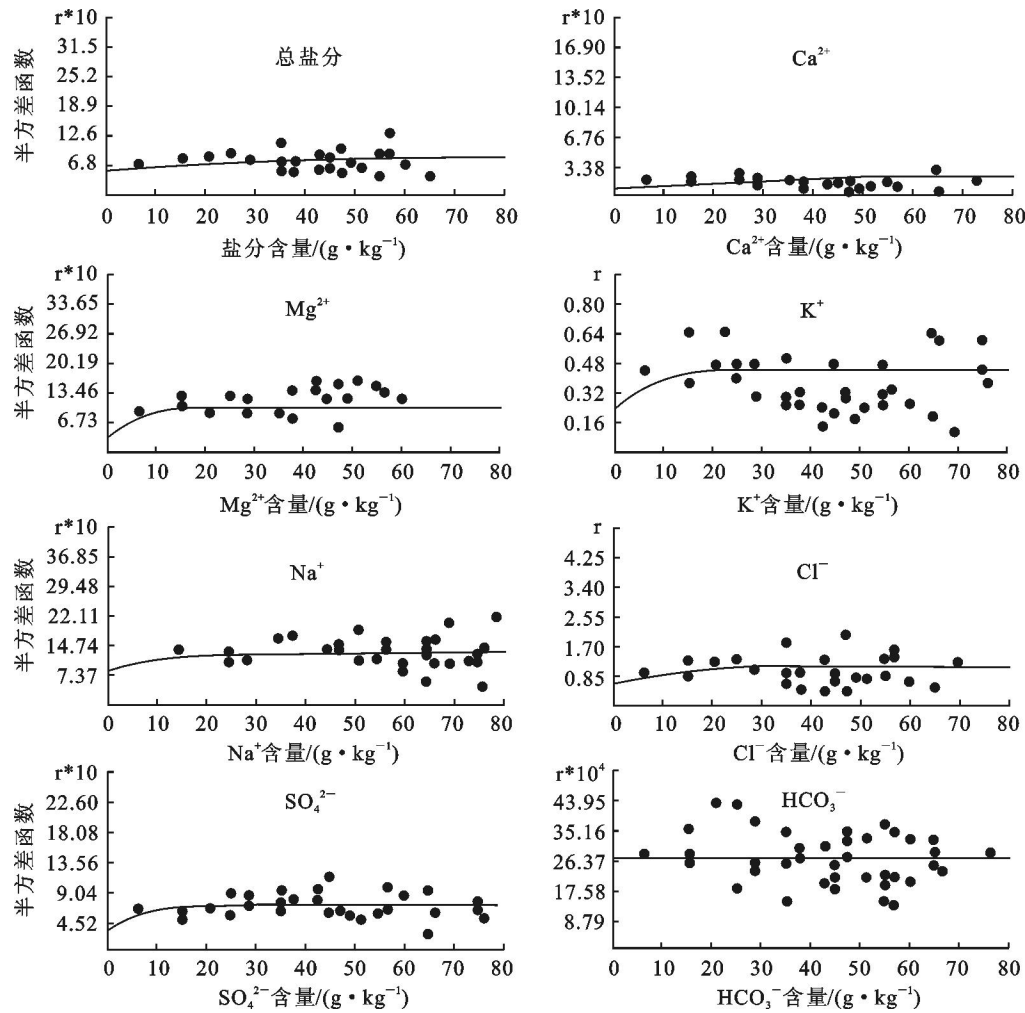 r*10
31.5
25.2
18.9
12.6
6.8
半方差函数
总盐分
0 10 20 30 40 50 60 70 80
盐分含量/(g·kg⁻¹)
r*10
16.90
13.52
10.14
6.76
3.38
Ca²⁺
0 10 20 30 40 50 60 70 80
Ca²⁺含量/(g·kg⁻¹)
r*10
33.65
26.92
20.19
13.46
6.73
半方差函数
Mg²⁺
0 10 20 30 40 50 60 70 80
Mg²⁺含量/(g·kg⁻¹)
r
0.80
0.64
0.48
0.32
0.16
K⁺
0 10 20 30 40 50 60 70 80
K⁺含量/(g·kg⁻¹)
r*10
36.85
29.48
22.11
14.74
7.37
半方差函数
Na⁺
0 10 20 30 40 50 60 70 80
Na⁺含量/(g·kg⁻¹)
r
4.25
3.40
2.55
1.70
0.85
Cl⁻
0 10 20 30 40 50 60 70 80
Cl⁻含量/(g·kg⁻¹)
r*10
22.60
18.08
13.56
9.04
4.52
半方差函数
SO₄²⁻
0 10 20 30 40 50 60 70 80
SO₄²⁻含量/(g·kg⁻¹)
r*10⁴
43.95
35.16
26.37
17.58
8.79
HCO₃⁻
0 10 20 30 40 50 60 70 80
HCO₃⁻含量/(g·kg⁻¹)